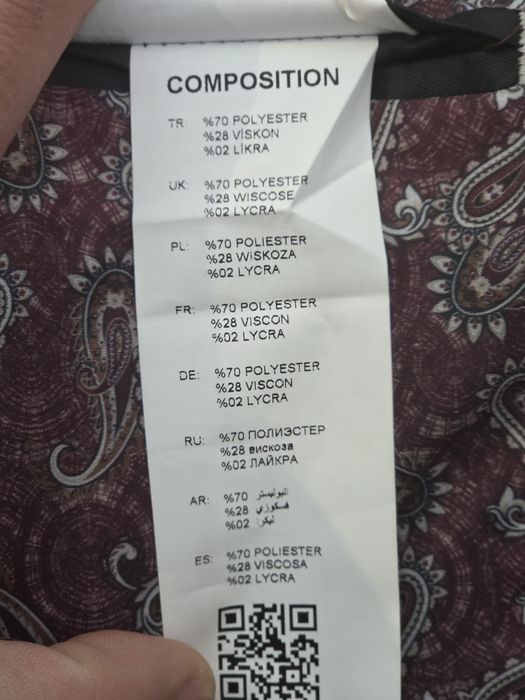 COMPOSITION
TR: %70 POLYESTER
%28 VİSKON
%02 LİKRA
UK: %70 POLYESTER
%28 WISCOSE
%02 LYCRA
PL: %70 POLIESTER
%28 WiSKOZA
%02 LYCRA
FR: %70 POLYESTER
%28 VISCON
%02 LYCRA
DE: %70 POLYESTER
%28 VISCON
%02 LYCRA
RU: %70 ПОЛИЭСТЕР
%28 вискоза
%02 ЛАЙКРА
AR: %70 البوليستر
%28 فسكوزي
%02 ليكر:
ES: %70 POLIESTER
%28 VISCOSA
%02 LYCRA